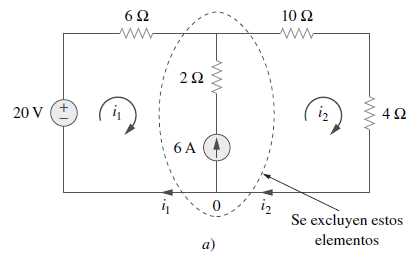 6 Ω
10 Ω
2 Ω
20 V
+
−
i₁
i₂
4 Ω
6 A
i₁
0
i₂
Se excluyen estos
elementos
a)